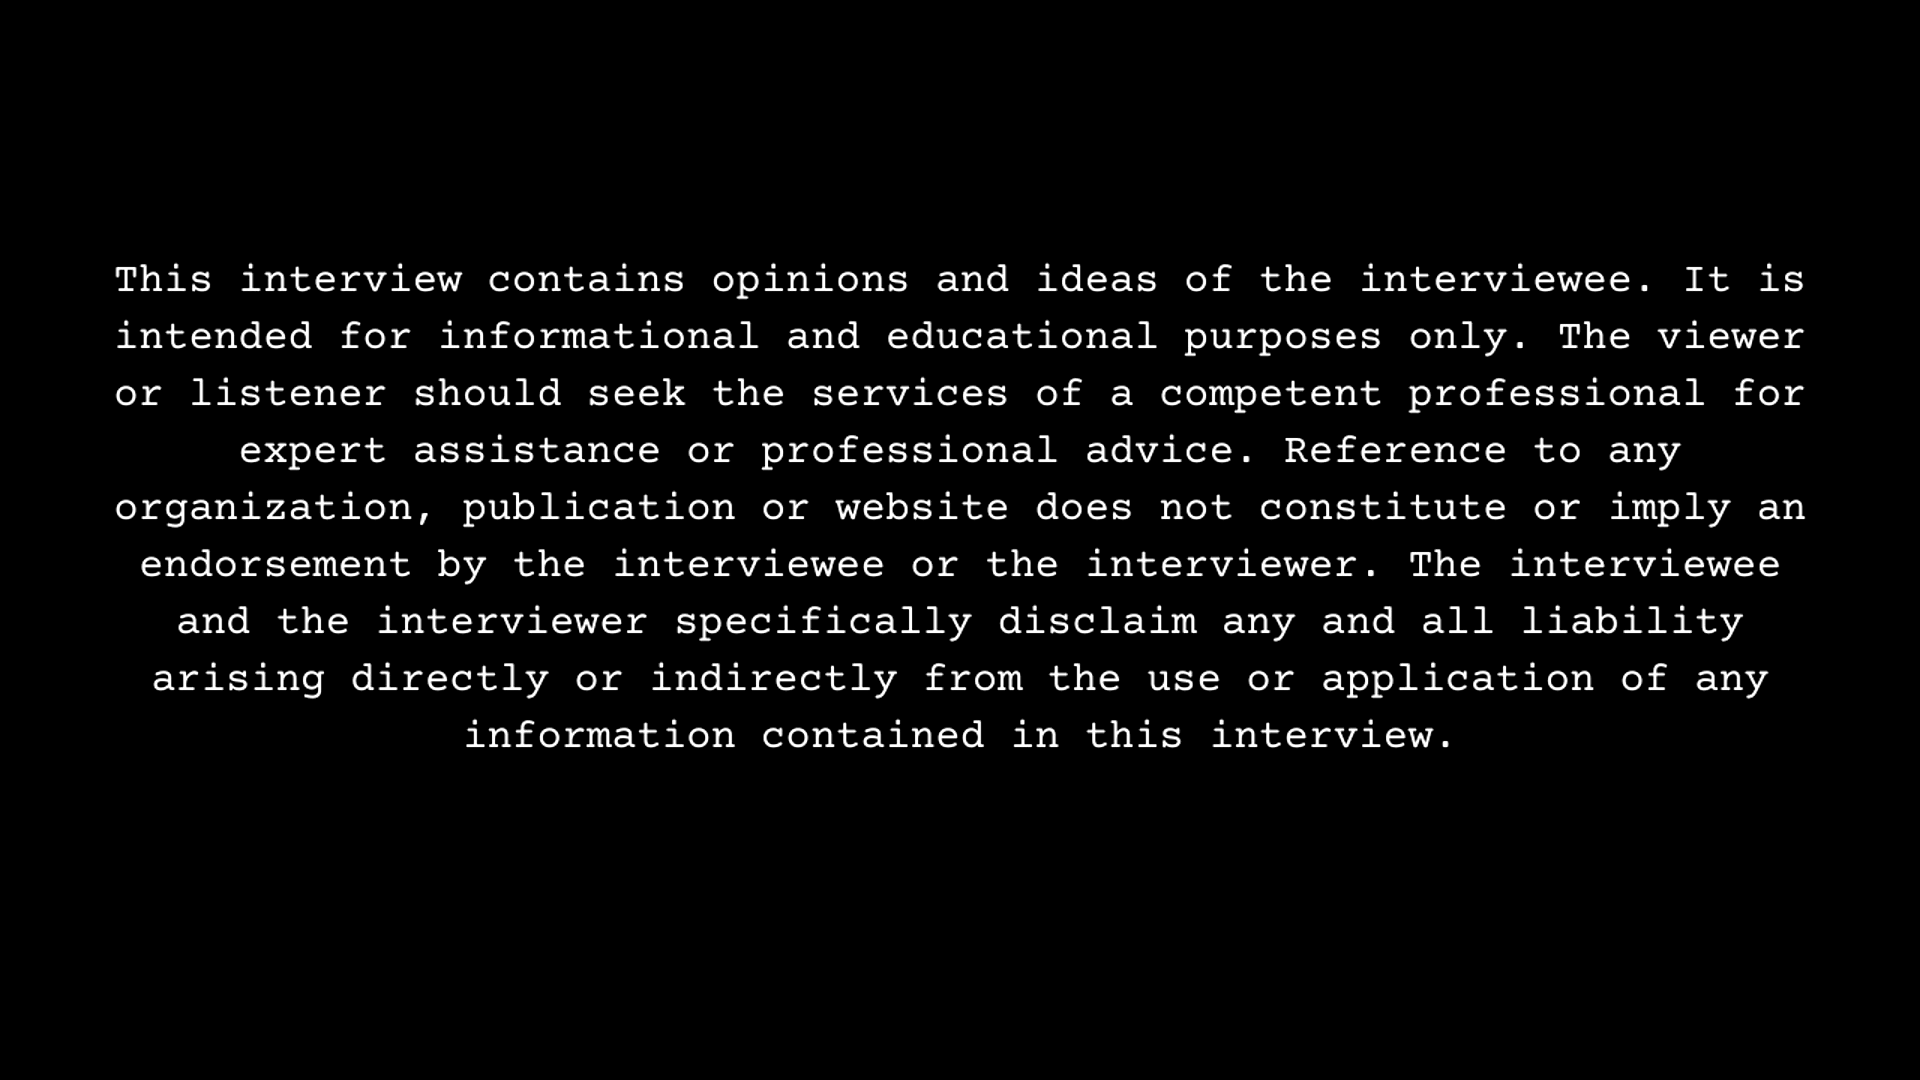 This interview contains opinions and ideas of the interviewee. It is
intended for informational and educational purposes only. The viewer
or listener should seek the services of a competent professional for
expert assistance or professional advice. Reference to any
organization, publication or website does not constitute or imply an
endorsement by the interviewee or the interviewer. The interviewee
and the interviewer specifically disclaim any and all liability
arising directly or indirectly from the use or application of any
information contained in this interview.